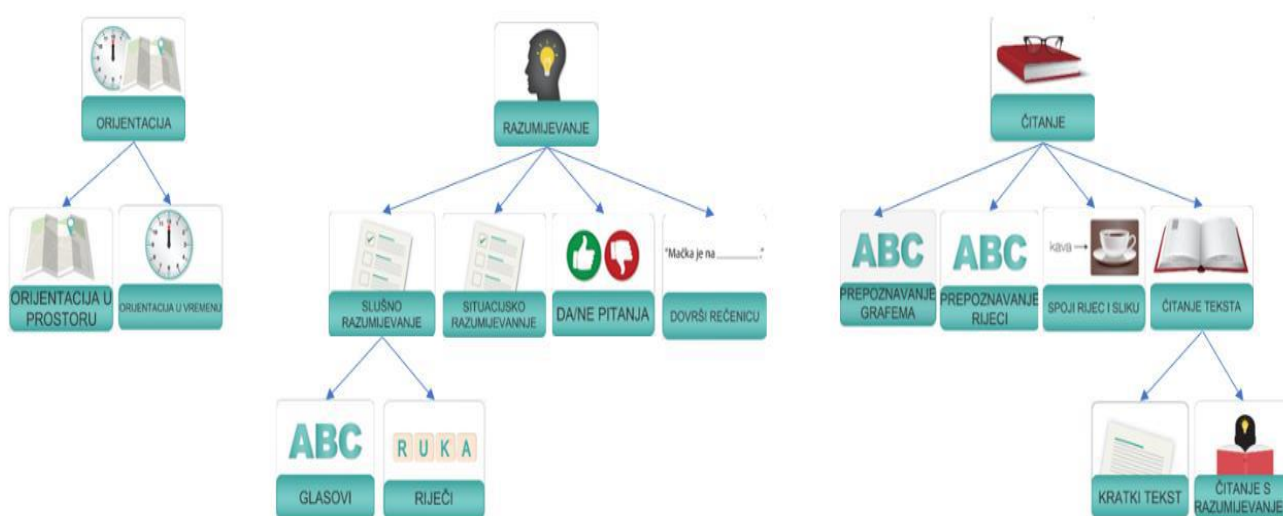 ORIJENTACIJA
RAZUMIJEVANJE
ČITANJE
ORIJENTACIJA U
PROSTORU
ORIJENTACIJA U VREMENU
SLUŠNO
RAZUMIJEVANJE
SITUACIJSKO
RAZUMIJEVANNJE
DA/NE PITANJA
"Mačka je na ________."
DOVRŠI REČENICU
ABC
PREPOZNAVANJE
GRAFEMA
ABC
PREPOZNAVANJE
RIJECI
kava →
SPOJI RIJEC I SLIKU
ČITANJE TEKSTA
ABC
GLASOVI
R U K A
RIJEČI
KRATKI TEKST
ČITANJE S
RAZUMIJEVANJE